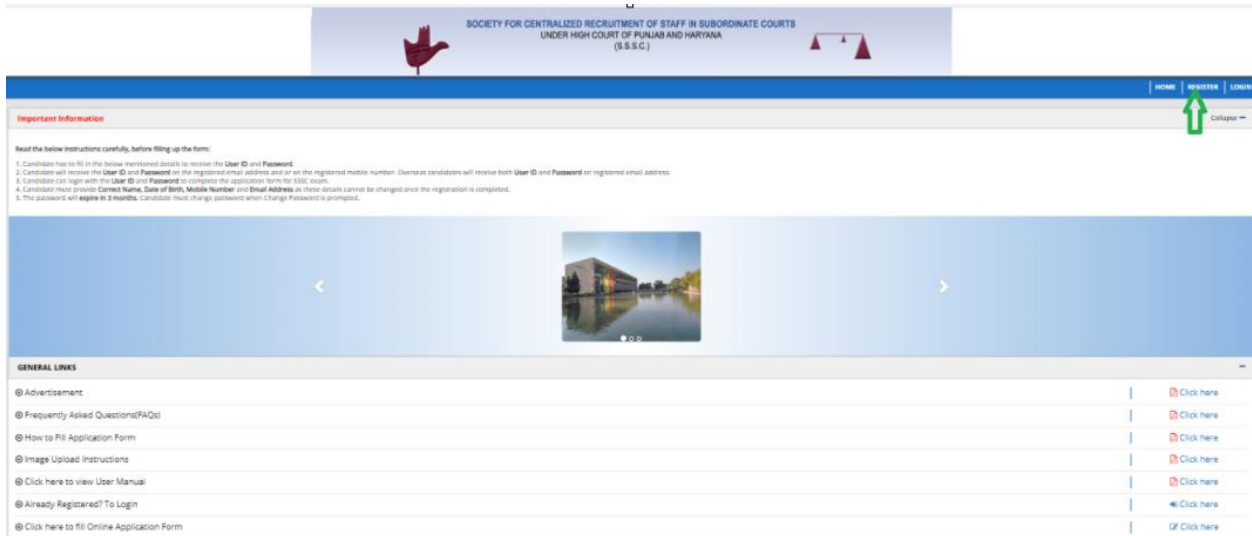 SOCIETY FOR CENTRALIZED RECRUITMENT OF STAFF IN SUBORDINATE COURTS
UNDER HIGH COURT OF PUNJAB AND HARYANA
(S.S.S.C.)
HOME | REGISTER | LOGIN
Important Information
Collapse
Read the below instructions carefully, before filling up the form:
1. Candidate has to fill in the below mentioned details to receive the User ID and Password.
2. Candidate will receive the User ID and Password on the registered email address and or on the registered mobile number. Overseas candidates will receive both User ID and Password on registered email address.
3. Candidate can login with the User ID and Password to complete the application form for SSSC exam.
4. Candidate must provide Correct Name, Date of Birth, Mobile Number and Email Address as these details cannot be changed once the registration is completed.
5. The password will expire in 3 months. Candidate must change password when Change Password is prompted.
GENERAL LINKS
Advertisement | Click here
Frequently Asked Questions(FAQs) | Click here
How to Fill Application Form | Click here
Image Upload Instructions | Click here
Click here to view User Manual | Click here
Already Registered? To Login | Click here
Click here to fill Online Application Form | Click here